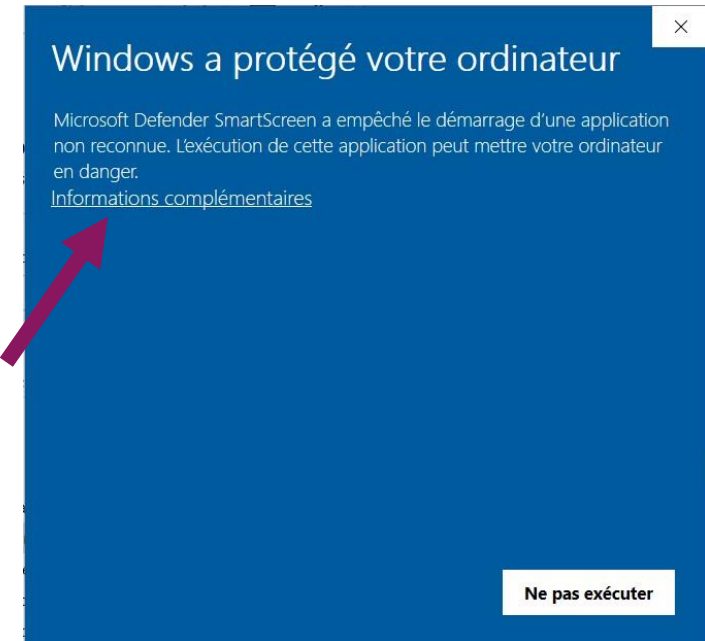 Windows a protégé votre ordinateur
Microsoft Defender SmartScreen a empêché le démarrage d’une application
non reconnue. L’exécution de cette application peut mettre votre ordinateur
en danger.
Informations complémentaires
Ne pas exécuter